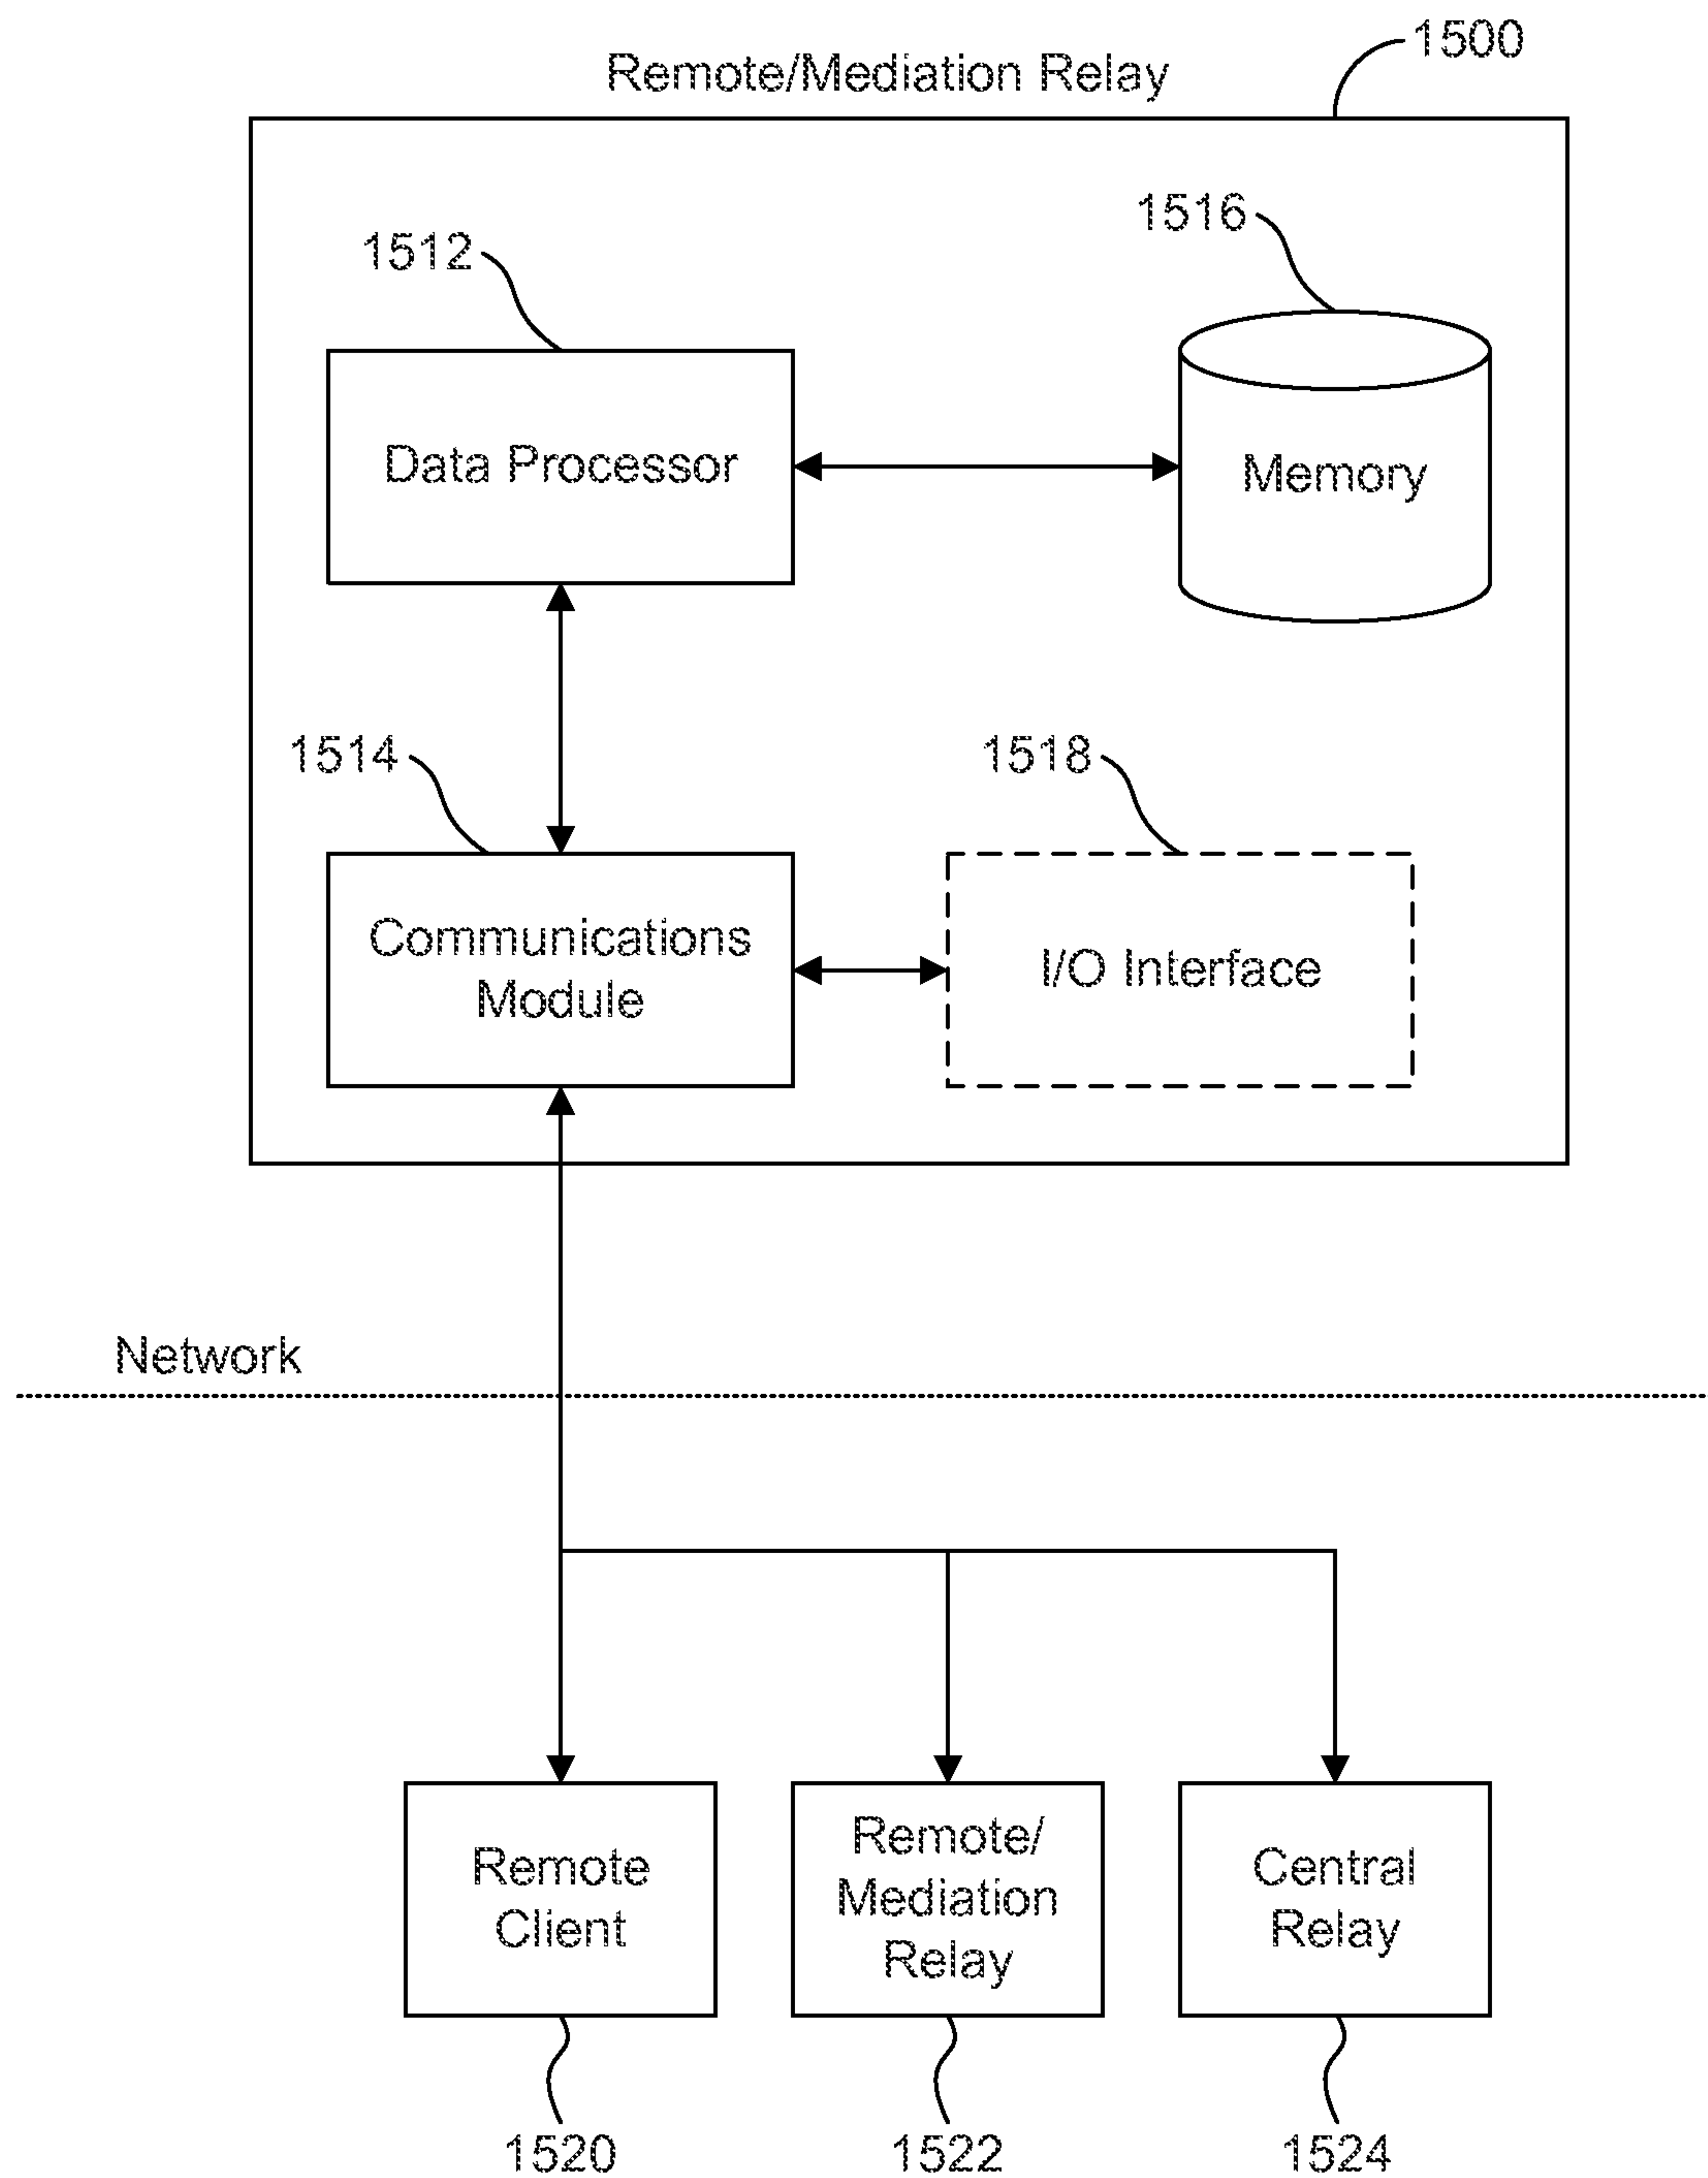 1500
Remote/Mediation Relay
1516
1512
Data Processor
Memory
1514
1518
Communications
Module
I/O Interface
Network
Remote
Client
Remote/
Mediation
Relay
Central
Relay
1520
1522
1524